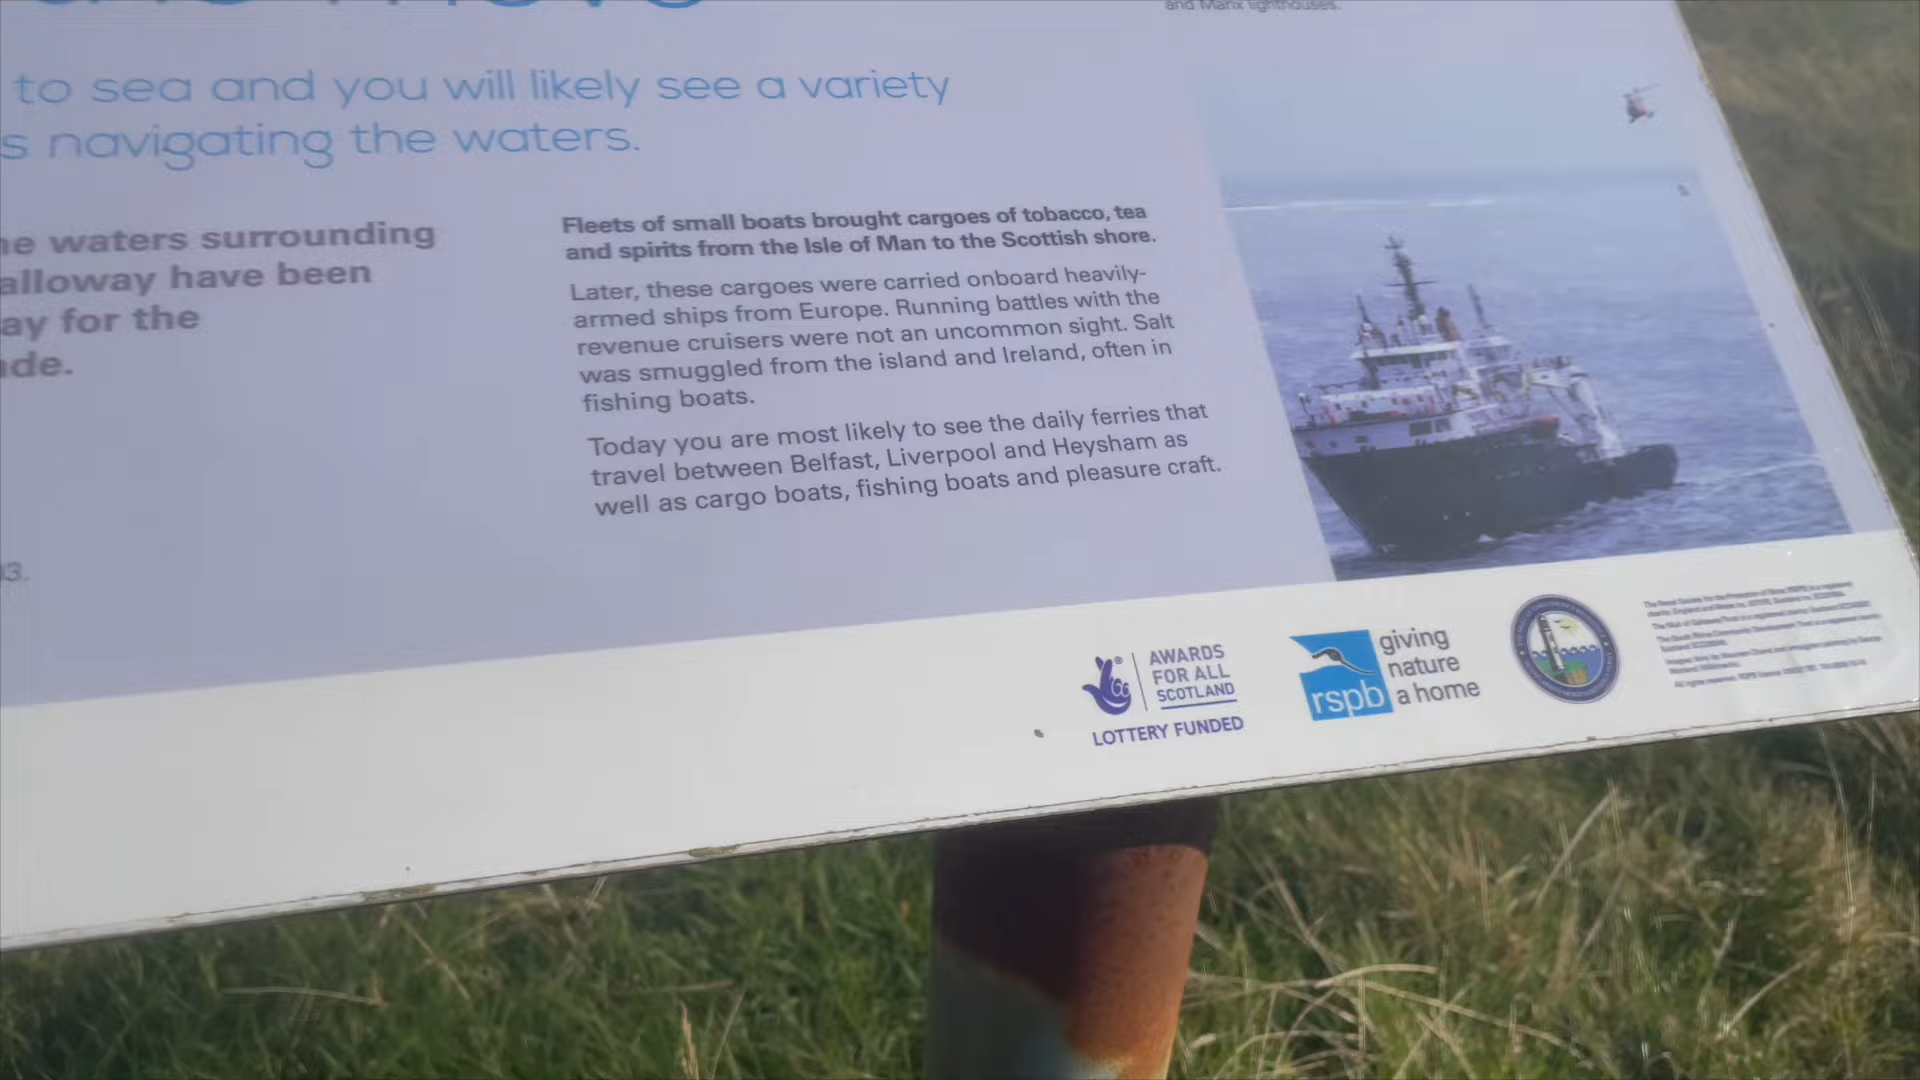 and Manx lighthouses.
to sea and you will likely see a variety
s navigating the waters.
ne waters surrounding
alloway have been
ay for the
ade.
03.
Fleets of small boats brought cargoes of tobacco, tea
and spirits from the Isle of Man to the Scottish shore.
Later, these cargoes were carried onboard heavily-
armed ships from Europe. Running battles with the
revenue cruisers were not an uncommon sight. Salt
was smuggled from the island and Ireland, often in
fishing boats.
Today you are most likely to see the daily ferries that
travel between Belfast, Liverpool and Heysham as
well as cargo boats, fishing boats and pleasure craft.
AWARDS
FOR ALL
SCOTLAND
LOTTERY FUNDED
rspb
giving
nature
a home